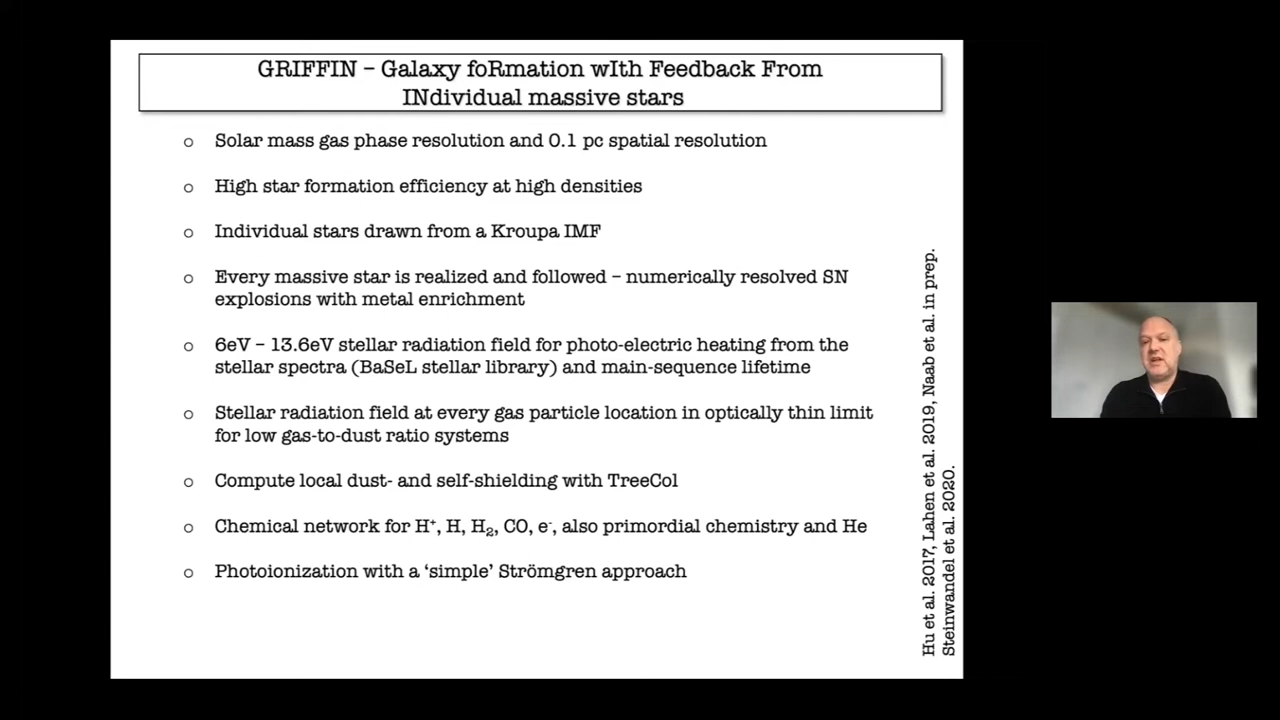 GRIFFIN – Galaxy foRmation wIth Feedback From
INdividual massive stars
o Solar mass gas phase resolution and 0.1 pc spatial resolution
o High star formation efficiency at high densities
o Individual stars drawn from a Kroupa IMF
o Every massive star is realized and followed – numerically resolved SN
explosions with metal enrichment
o 6eV – 13.6eV stellar radiation field for photo-electric heating from the
stellar spectra (BaSeL stellar library) and main-sequence lifetime
o Stellar radiation field at every gas particle location in optically thin limit
for low gas-to-dust ratio systems
o Compute local dust- and self-shielding with TreeCol
o Chemical network for H⁺, H, H₂, CO, e⁻, also primordial chemistry and He
o Photoionization with a ‘simple’ Strömgren approach
Hu et al. 2017, Lahen et al. 2019, Naab et al. in prep.
Steinwandel et al. 2020.